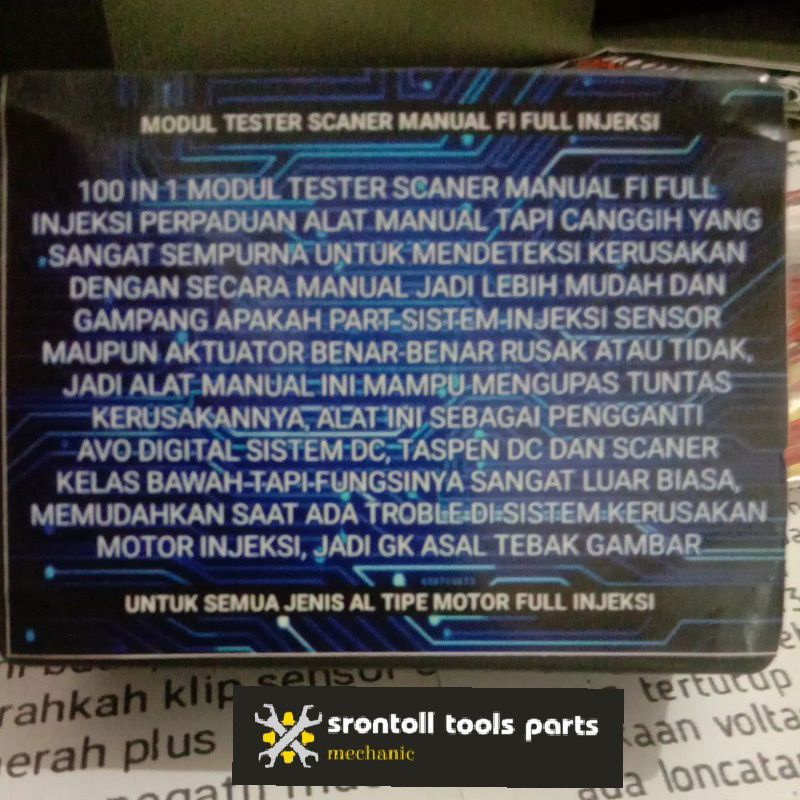 MODUL TESTER SCANER MANUAL FI FULL INJEKSI
100 IN 1 MODUL TESTER SCANER MANUAL FI FULL
INJEKSI PERPADUAN ALAT MANUAL TAPI CANGGIH YANG
SANGAT SEMPURNA UNTUK MENDETEKSI KERUSAKAN
DENGAN SECARA MANUAL JADI LEBIH MUDAH DAN
GAMPANG APAKAH PART SISTEM INJEKSI SENSOR
MAUPUN AKTUATOR BENAR-BENAR RUSAK ATAU TIDAK,
JADI ALAT MANUAL INI MAMPU MENGUPAS TUNTAS
KERUSAKANNYA, ALAT INI SEBAGAI PENGGANTI
AVO DIGITAL SISTEM DC, TASPEN DC DAN SCANER
KELAS BAWAH TAPI FUNGSINYA SANGAT LUAR BIASA,
MEMUDAHKAN SAAT ADA TROBLE DI SISTEM KERUSAKAN
MOTOR INJEKSI, JADI GK ASAL TEBAK GAMBAR
UNTUK SEMUA JENIS AL TIPE MOTOR FULL INJEKSI
rahkah klip sensor
tertutup
erah plus
kaan volta
ada loncatan
srontoll tools parts
mechanic